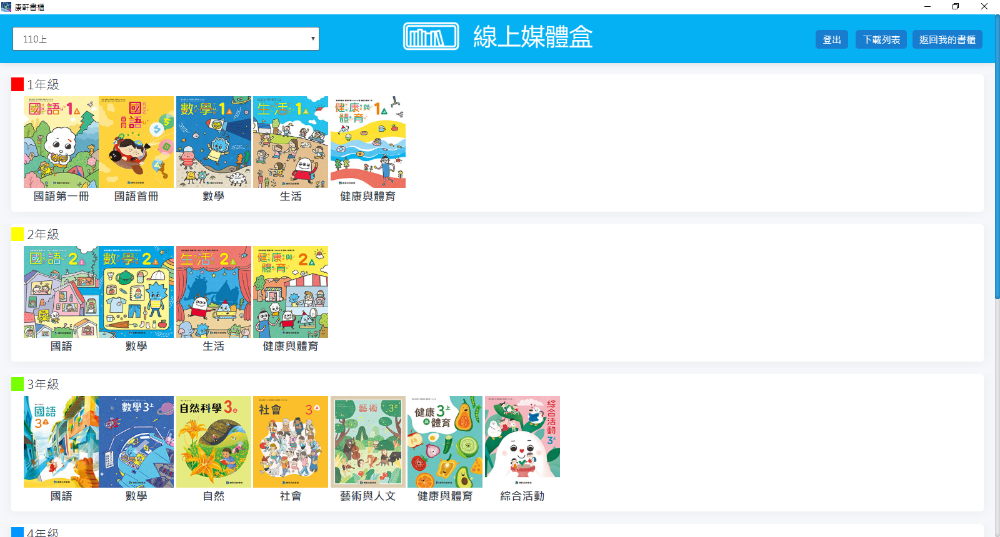 康軒書櫃
110上
線上媒體盒
登出
下載列表
返回我的書櫃
1年級
國語1上
國語首冊
數學1上
生活1上
健康與體育1上
國語第一冊
國語首冊
數學
生活
健康與體育
2年級
國語2上
數學2上
生活2上
健康與體育2上
國語
數學
生活
健康與體育
3年級
國語3上
數學3上
自然科學3上
社會3上
藝術3上
健康與體育3上
綜合活動3上
國語
數學
自然
社會
藝術與人文
健康與體育
綜合活動
4年級